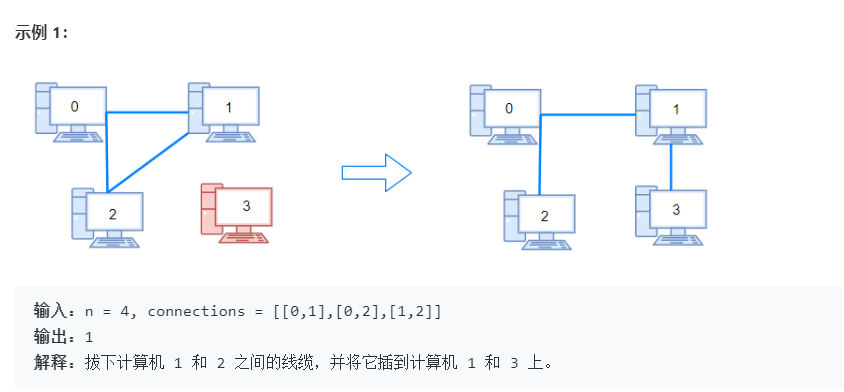 示例 1：
0
1
0
1
2
3
2
3
输入：n = 4, connections = [[0,1],[0,2],[1,2]]
输出：1
解释：拔下计算机 1 和 2 之间的线缆，并将它插到计算机 1 和 3 上。